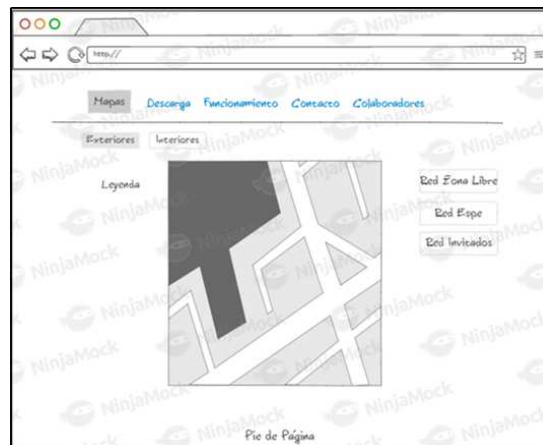 http://
Mapas Descarga Funcionamiento Contacto Colaboradores
Exteriores Interiores
Leyenda
Red Zona Libre
Red Espe
Red Invitados
Pie de Página
NinjaMock